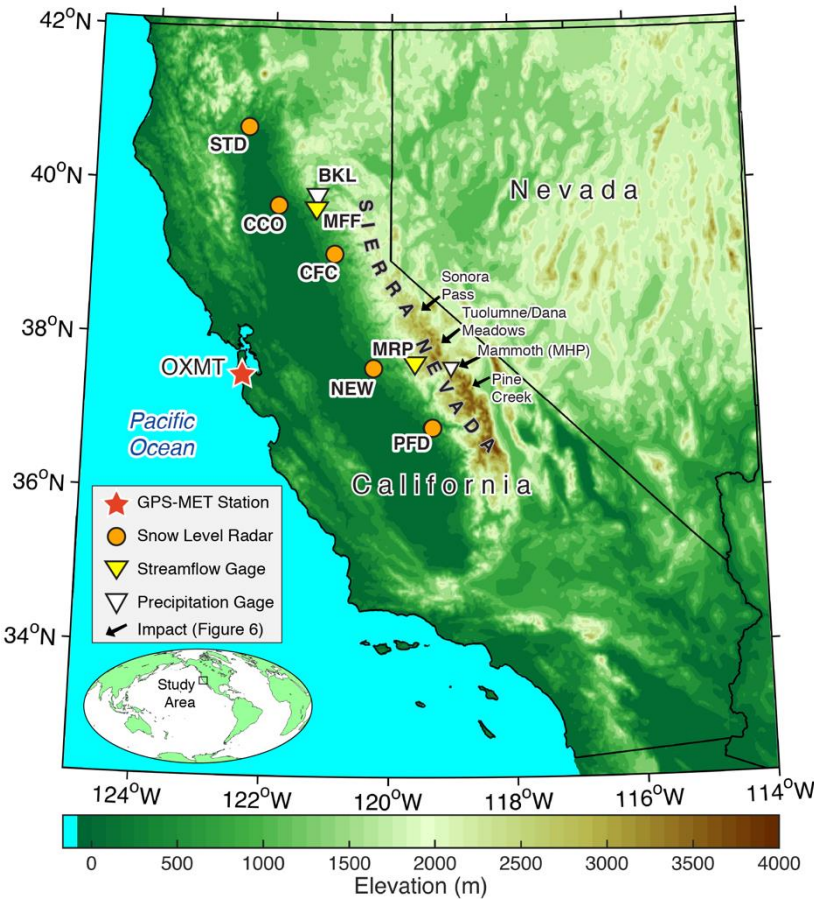 42°N
40°N
38°N
36°N
34°N
STD
BKL
CCO
MFF
CFC
Nevada
SIERRA NEVADA
Sonora
Pass
Tuolumne/Dana
Meadows
MRP
Mammoth (MHP)
OXMT
NEW
Pine
Creek
Pacific
Ocean
PFD
California
GPS-MET Station
Snow Level Radar
Streamflow Gage
Precipitation Gage
Impact (Figure 6)
Study
Area
124°W
122°W
120°W
118°W
116°W
114°W
0
500
1000
1500
2000
2500
3000
3500
4000
Elevation (m)